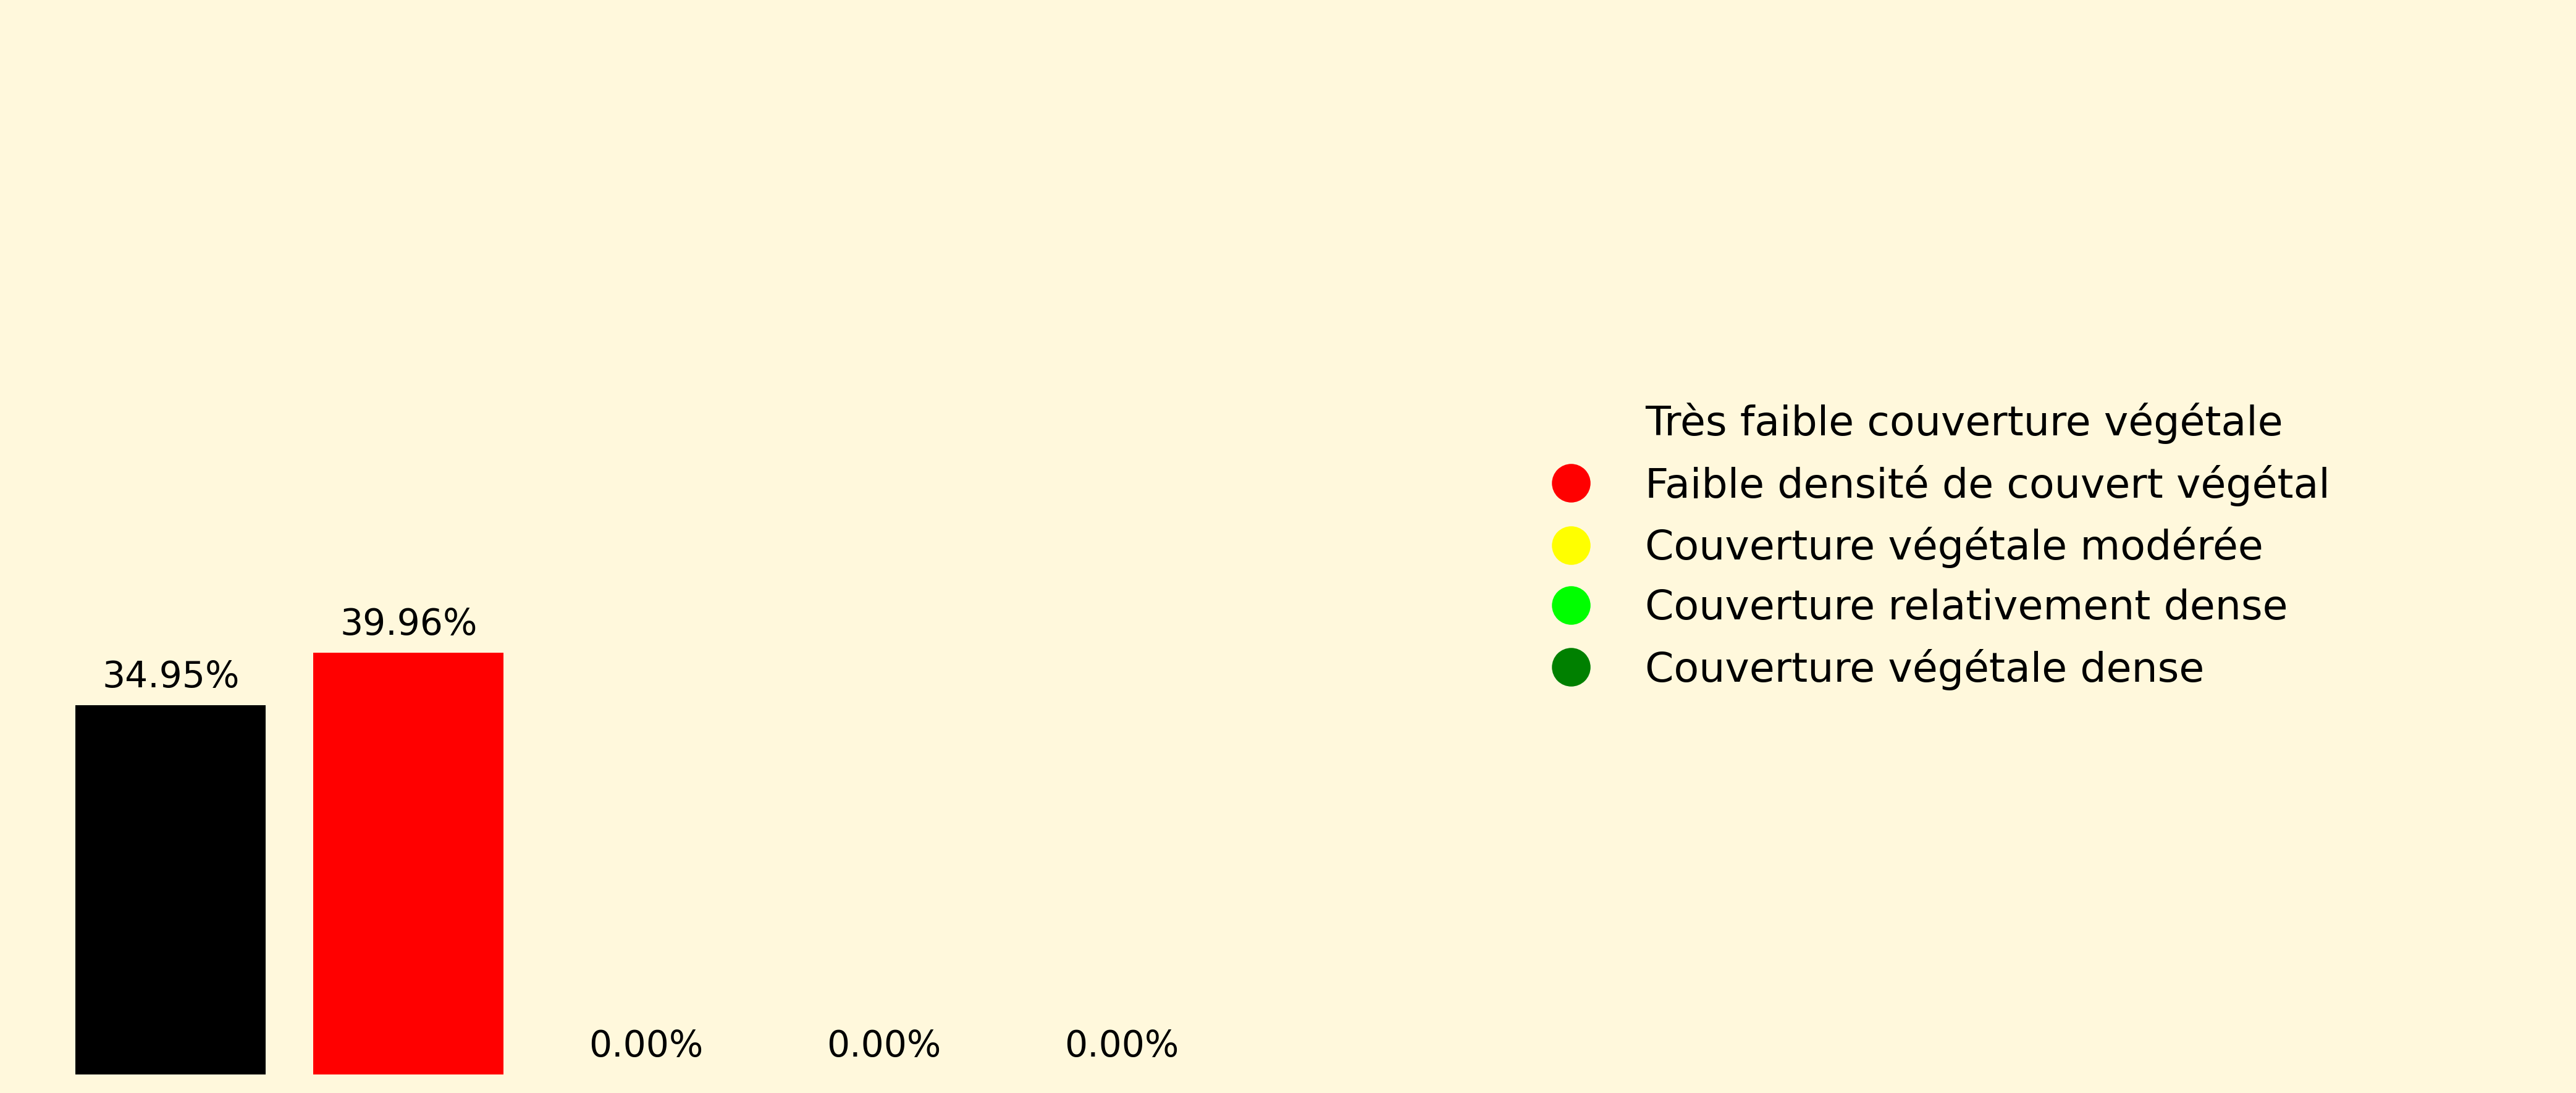 Très faible couverture végétale
Faible densité de couvert végétal
Couverture végétale modérée
Couverture relativement dense
Couverture végétale dense
39.96%
34.95%
0.00% 0.00% 0.00%